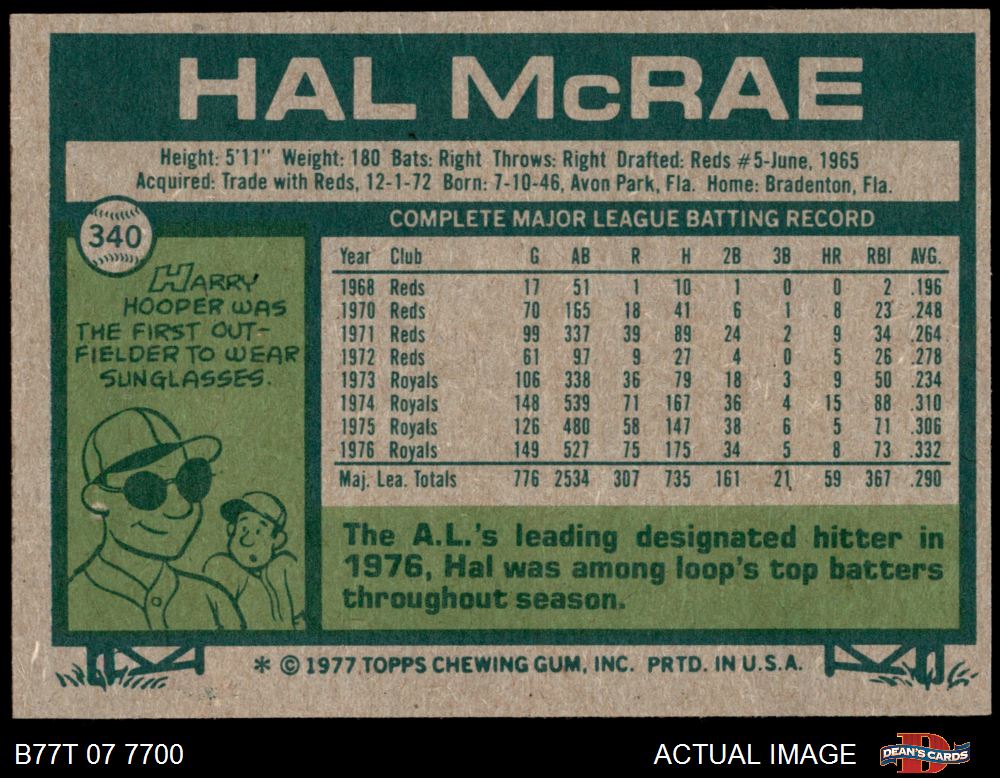 HAL McRAE
Height: 5'11" Weight: 180 Bats: Right Throws: Right Drafted: Reds #5-June, 1965
Acquired: Trade with Reds, 12-1-72 Born: 7-10-46, Avon Park, Fla. Home: Bradenton, Fla.
340
HARRY
HOOPER WAS
THE FIRST OUT-
FIELDER TO WEAR
SUNGLASSES.
COMPLETE MAJOR LEAGUE BATTING RECORD
Year Club G AB R H 2B 3B HR RBI AVG.
1968 Reds 17 51 1 10 1 0 0 2 .196
1970 Reds 70 165 18 41 6 1 8 23 .248
1971 Reds 99 337 39 89 24 2 9 34 .264
1972 Reds 61 97 9 27 4 0 5 26 .278
1973 Royals 106 338 36 79 18 3 9 50 .234
1974 Royals 148 539 71 167 36 4 15 88 .310
1975 Royals 126 480 58 147 38 6 5 71 .306
1976 Royals 149 527 75 175 34 5 8 73 .332
Maj. Lea. Totals 776 2534 307 735 161 21 59 367 .290
The A.L.'s leading designated hitter in
1976, Hal was among loop's top batters
throughout season.
* © 1977 TOPPS CHEWING GUM, INC. PRTD. IN U.S.A.
B77T 07 7700
ACTUAL IMAGE
DEAN'S CARDS